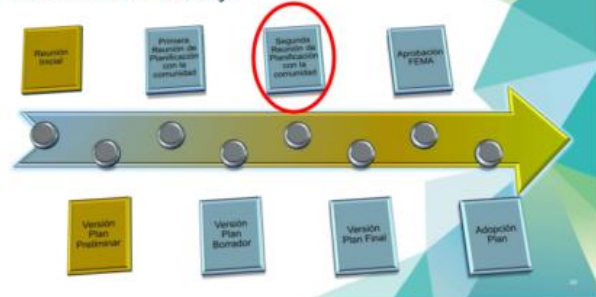 Reunión
Inicial
Primera
Reunión de
Planificación
con la
comunidad
Segunda
Reunión de
Planificación
con la
comunidad
Aprobación
FEMA
Versión
Plan
Preliminar
Versión
Plan
Borrador
Versión
Plan Final
Adopción
Plan